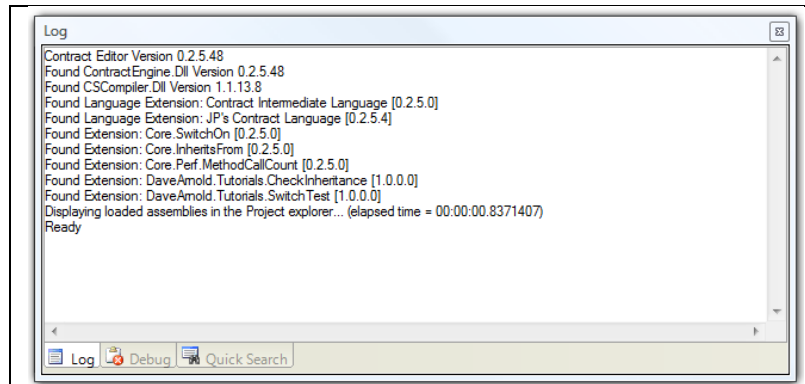 Log
Contract Editor Version 0.2.5.48
Found ContractEngine.Dll Version 0.2.5.48
Found CSCompiler.Dll Version 1.1.13.8
Found Language Extension: Contract Intermediate Language [0.2.5.0]
Found Language Extension: JP's Contract Language [0.2.5.4]
Found Extension: Core.SwitchOn [0.2.5.0]
Found Extension: Core.InheritsFrom [0.2.5.0]
Found Extension: Core.Perf.MethodCallCount [0.2.5.0]
Found Extension: DaveArnold.Tutorials.CheckInheritance [1.0.0.0]
Found Extension: DaveArnold.Tutorials.SwitchTest [1.0.0.0]
Displaying loaded assemblies in the Project explorer... (elapsed time = 00:00:00.8371407)
Ready
Log Debug Quick Search